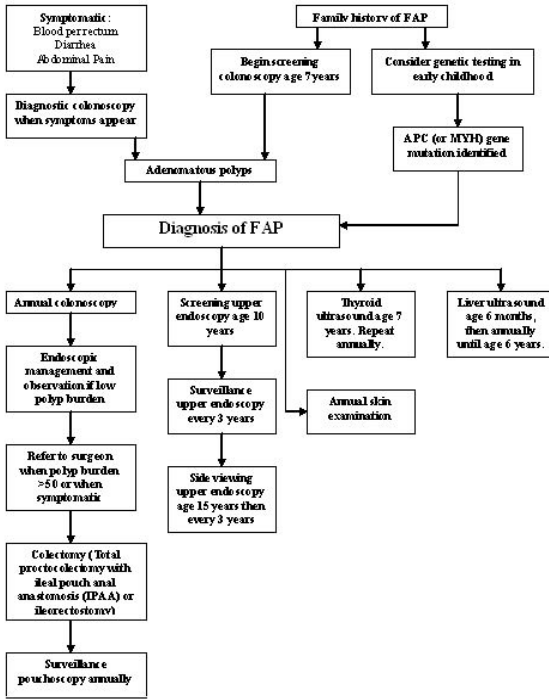 Symptomatic:
Blood per rectum
Diarrhea
Abdominal Pain
Family history of FAP
Begin screening
colonoscopy age 7 years
Consider genetic testing in
early childhood
Diagnostic colonoscopy
when symptoms appear
APC (or MYH) gene
mutation identified
Adenomatous polyps
Diagnosis of FAP
Annual colonoscopy
Screening upper
endoscopy age 10
years
Thyroid
ultrasound age 7
years. Repeat
annually.
Liver ultrasound
age 6 months,
then annually
until age 6 years.
Endoscopic
management and
observation if low
polyp burden
Surveillance
upper endoscopy
every 3 years
Annual skin
examination
Refer to surgeon
when polyp burden
>50 or when
symptomatic
Side viewing
upper endoscopy
age 15 years then
every 3 years
Colectomy (Total
proctocolectomy with
ileal pouch anal
anastomosis (IPAA) or
ileorectostomy)
Surveillance
pouchoscopy annually